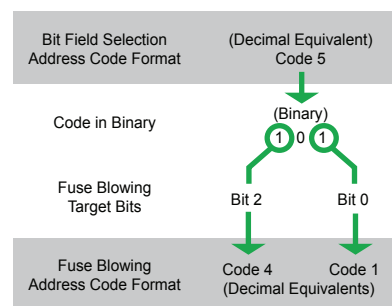 Bit Field Selection
Address Code Format
(Decimal Equivalent)
Code 5
Code in Binary
(Binary)
1 0 1
Fuse Blowing
Target Bits
Bit 2
Bit 0
Fuse Blowing
Address Code Format
Code 4
Code 1
(Decimal Equivalents)